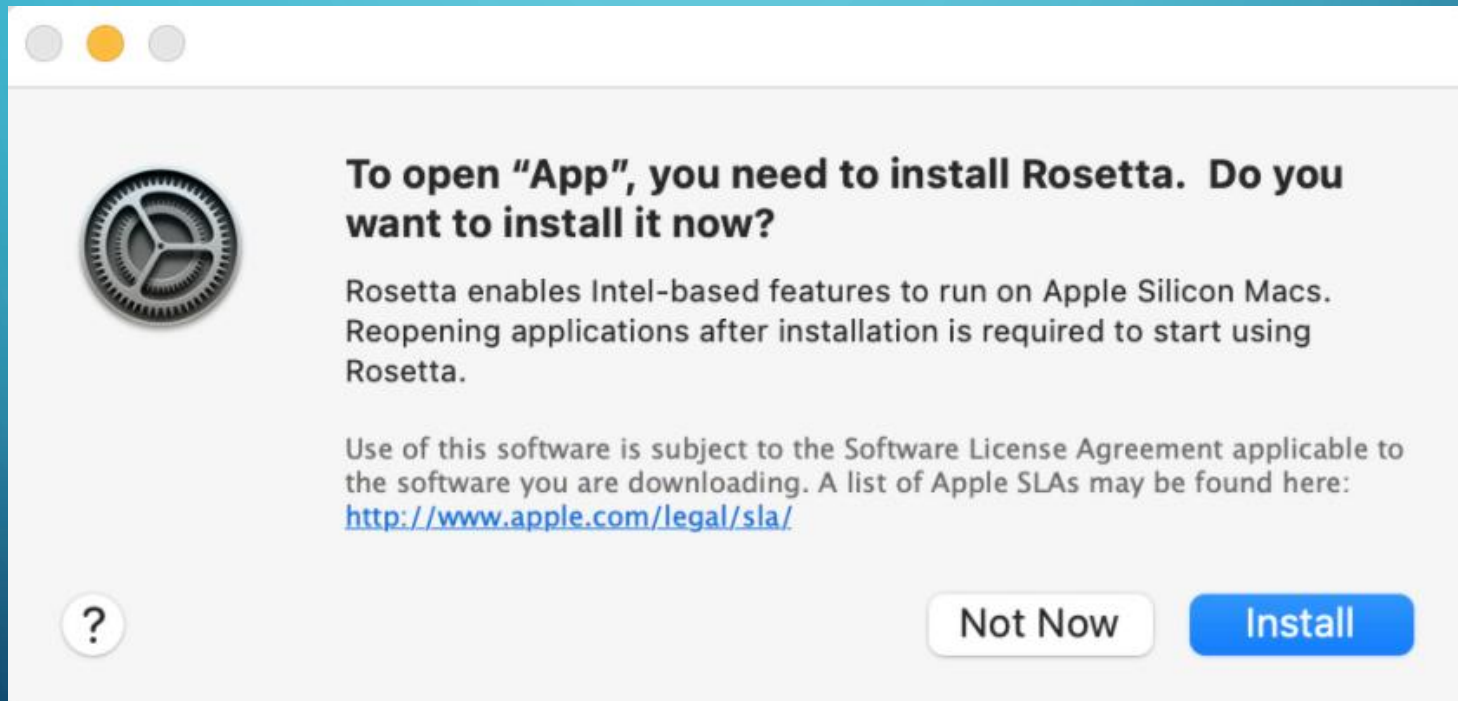 To open “App”, you need to install Rosetta.  Do you
want to install it now?
Rosetta enables Intel-based features to run on Apple Silicon Macs.
Reopening applications after installation is required to start using
Rosetta.
Use of this software is subject to the Software License Agreement applicable to
the software you are downloading. A list of Apple SLAs may be found here:
http://www.apple.com/legal/sla/
?
Not Now
Install